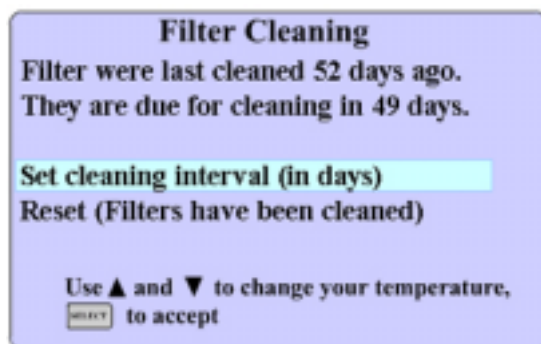 Filter Cleaning
Filter were last cleaned 52 days ago.
They are due for cleaning in 49 days.
Set cleaning interval (in days)
Reset (Filters have been cleaned)
Use ▲ and ▼ to change your temperature,
SELECT to accept